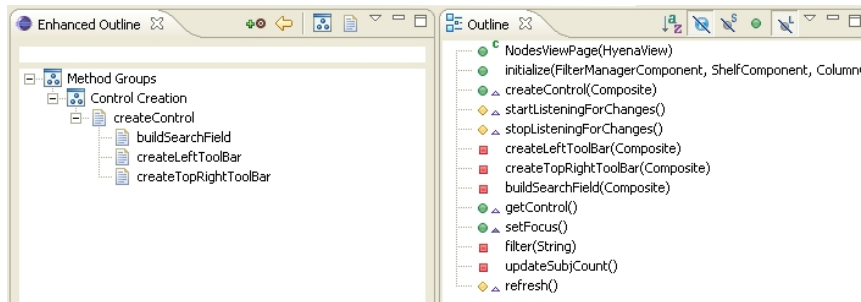 Enhanced Outline
Method Groups
Control Creation
createControl
buildSearchField
createLeftToolBar
createTopRightToolBar
Outline
NodesViewPage(HyenaView)
initialize(FilterManagerComponent, ShelfComponent, Column
createControl(Composite)
startListeningForChanges()
stopListeningForChanges()
createLeftToolBar(Composite)
createTopRightToolBar(Composite)
buildSearchField(Composite)
getControl()
setFocus()
filter(String)
updateSubjCount()
refresh()